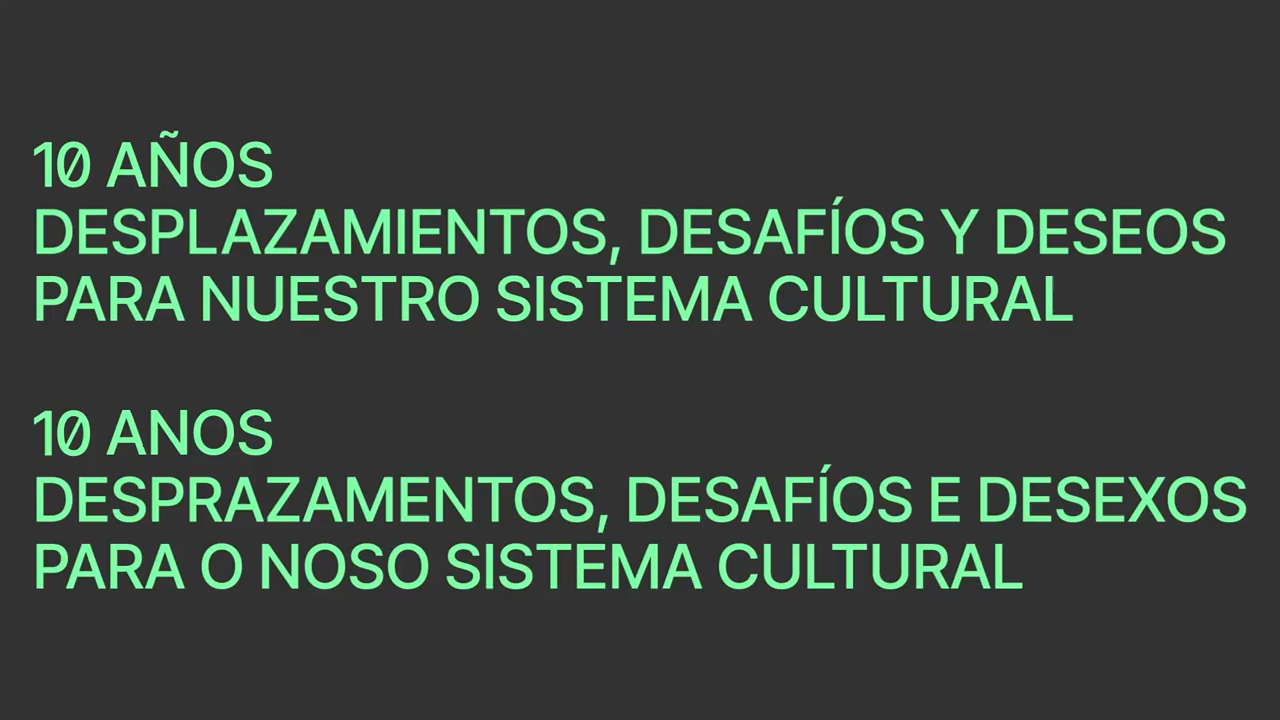 10 AÑOS
DESPLAZAMIENTOS, DESAFÍOS Y DESEOS
PARA NUESTRO SISTEMA CULTURAL
10 ANOS
DESPRAZAMENTOS, DESAFÍOS E DESEXOS
PARA O NOSO SISTEMA CULTURAL